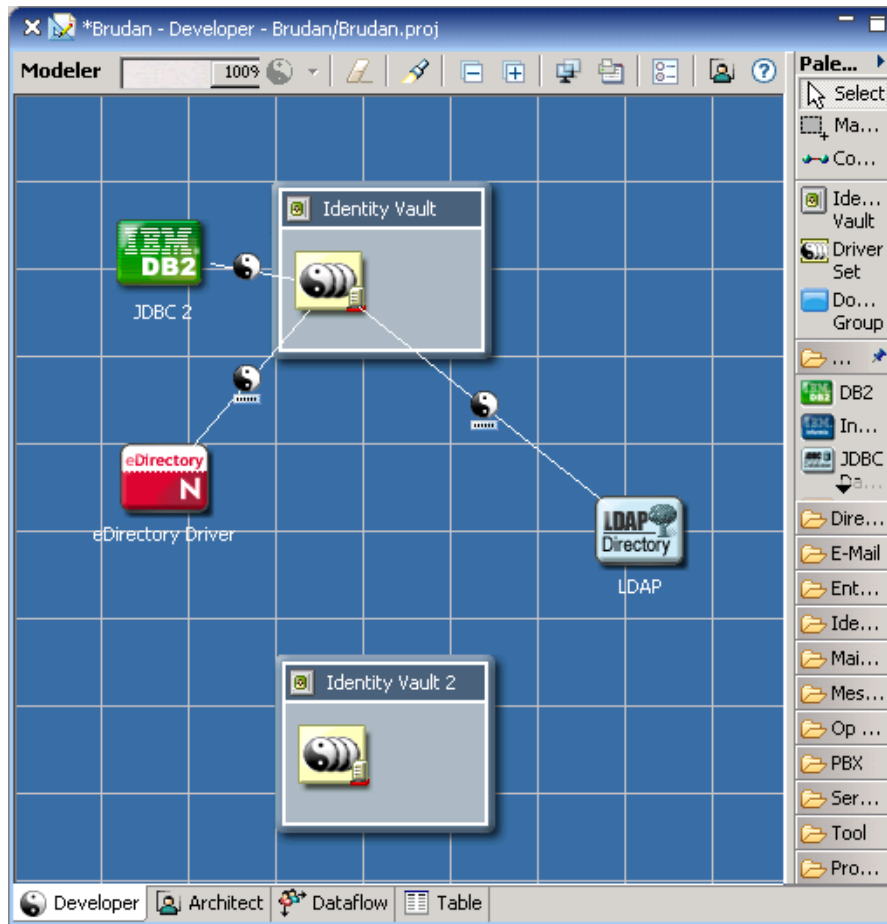 *Brudan - Developer - Brudan/Brudan.proj
Modeler
100%
Pale...
Select
Ma...
Co...
Ide...
Vault
Driver
Set
Do...
Group
...
DB2
In...
JDBC
Da...
Dire...
E-Mail
Ent...
Ide...
Mai...
Mes...
Op ...
PBX
Ser...
Tool
Pro...
Identity Vault
IBM
DB2
JDBC 2
eDirectory
N
eDirectory Driver
LDAP
Directory
LDAP
Identity Vault 2
Developer
Architect
Dataflow
Table